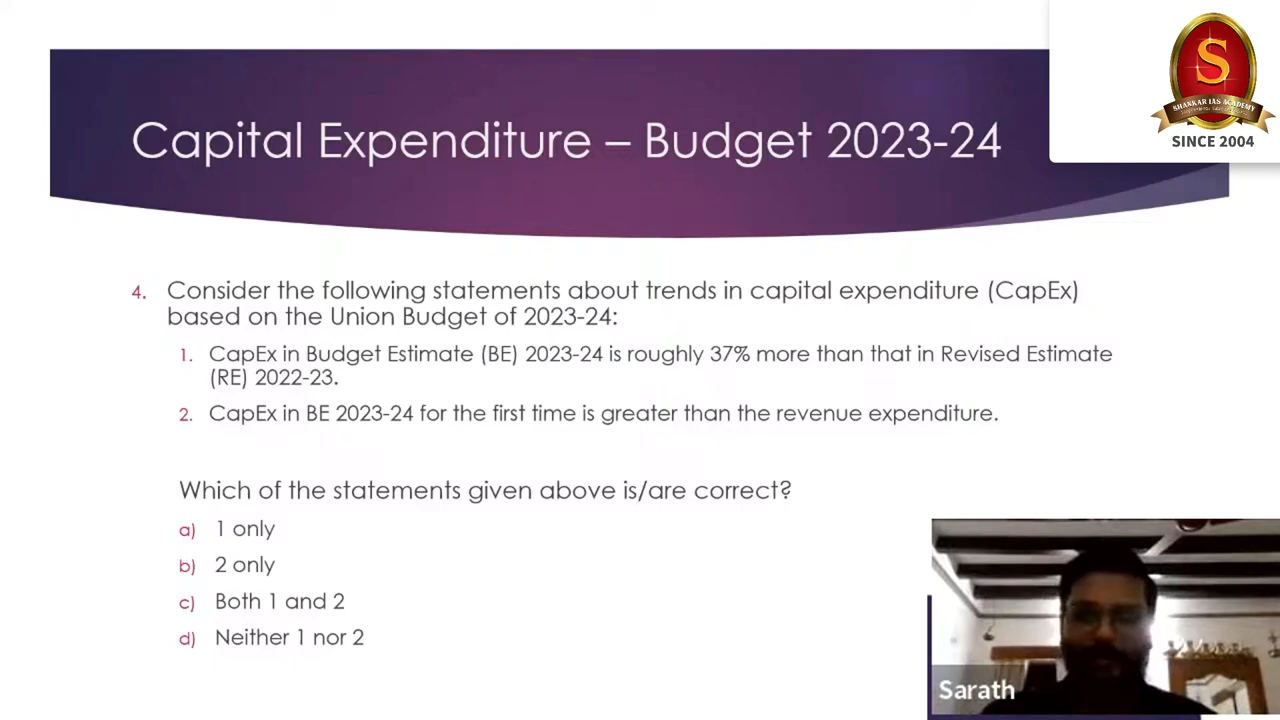 S
SHANKAR IAS ACADEMY
SINCE 2004
Capital Expenditure – Budget 2023-24
4. Consider the following statements about trends in capital expenditure (CapEx)
based on the Union Budget of 2023-24:
1. CapEx in Budget Estimate (BE) 2023-24 is roughly 37% more than that in Revised Estimate
(RE) 2022-23.
2. CapEx in BE 2023-24 for the first time is greater than the revenue expenditure.
Which of the statements given above is/are correct?
a) 1 only
b) 2 only
c) Both 1 and 2
d) Neither 1 nor 2
Sarath